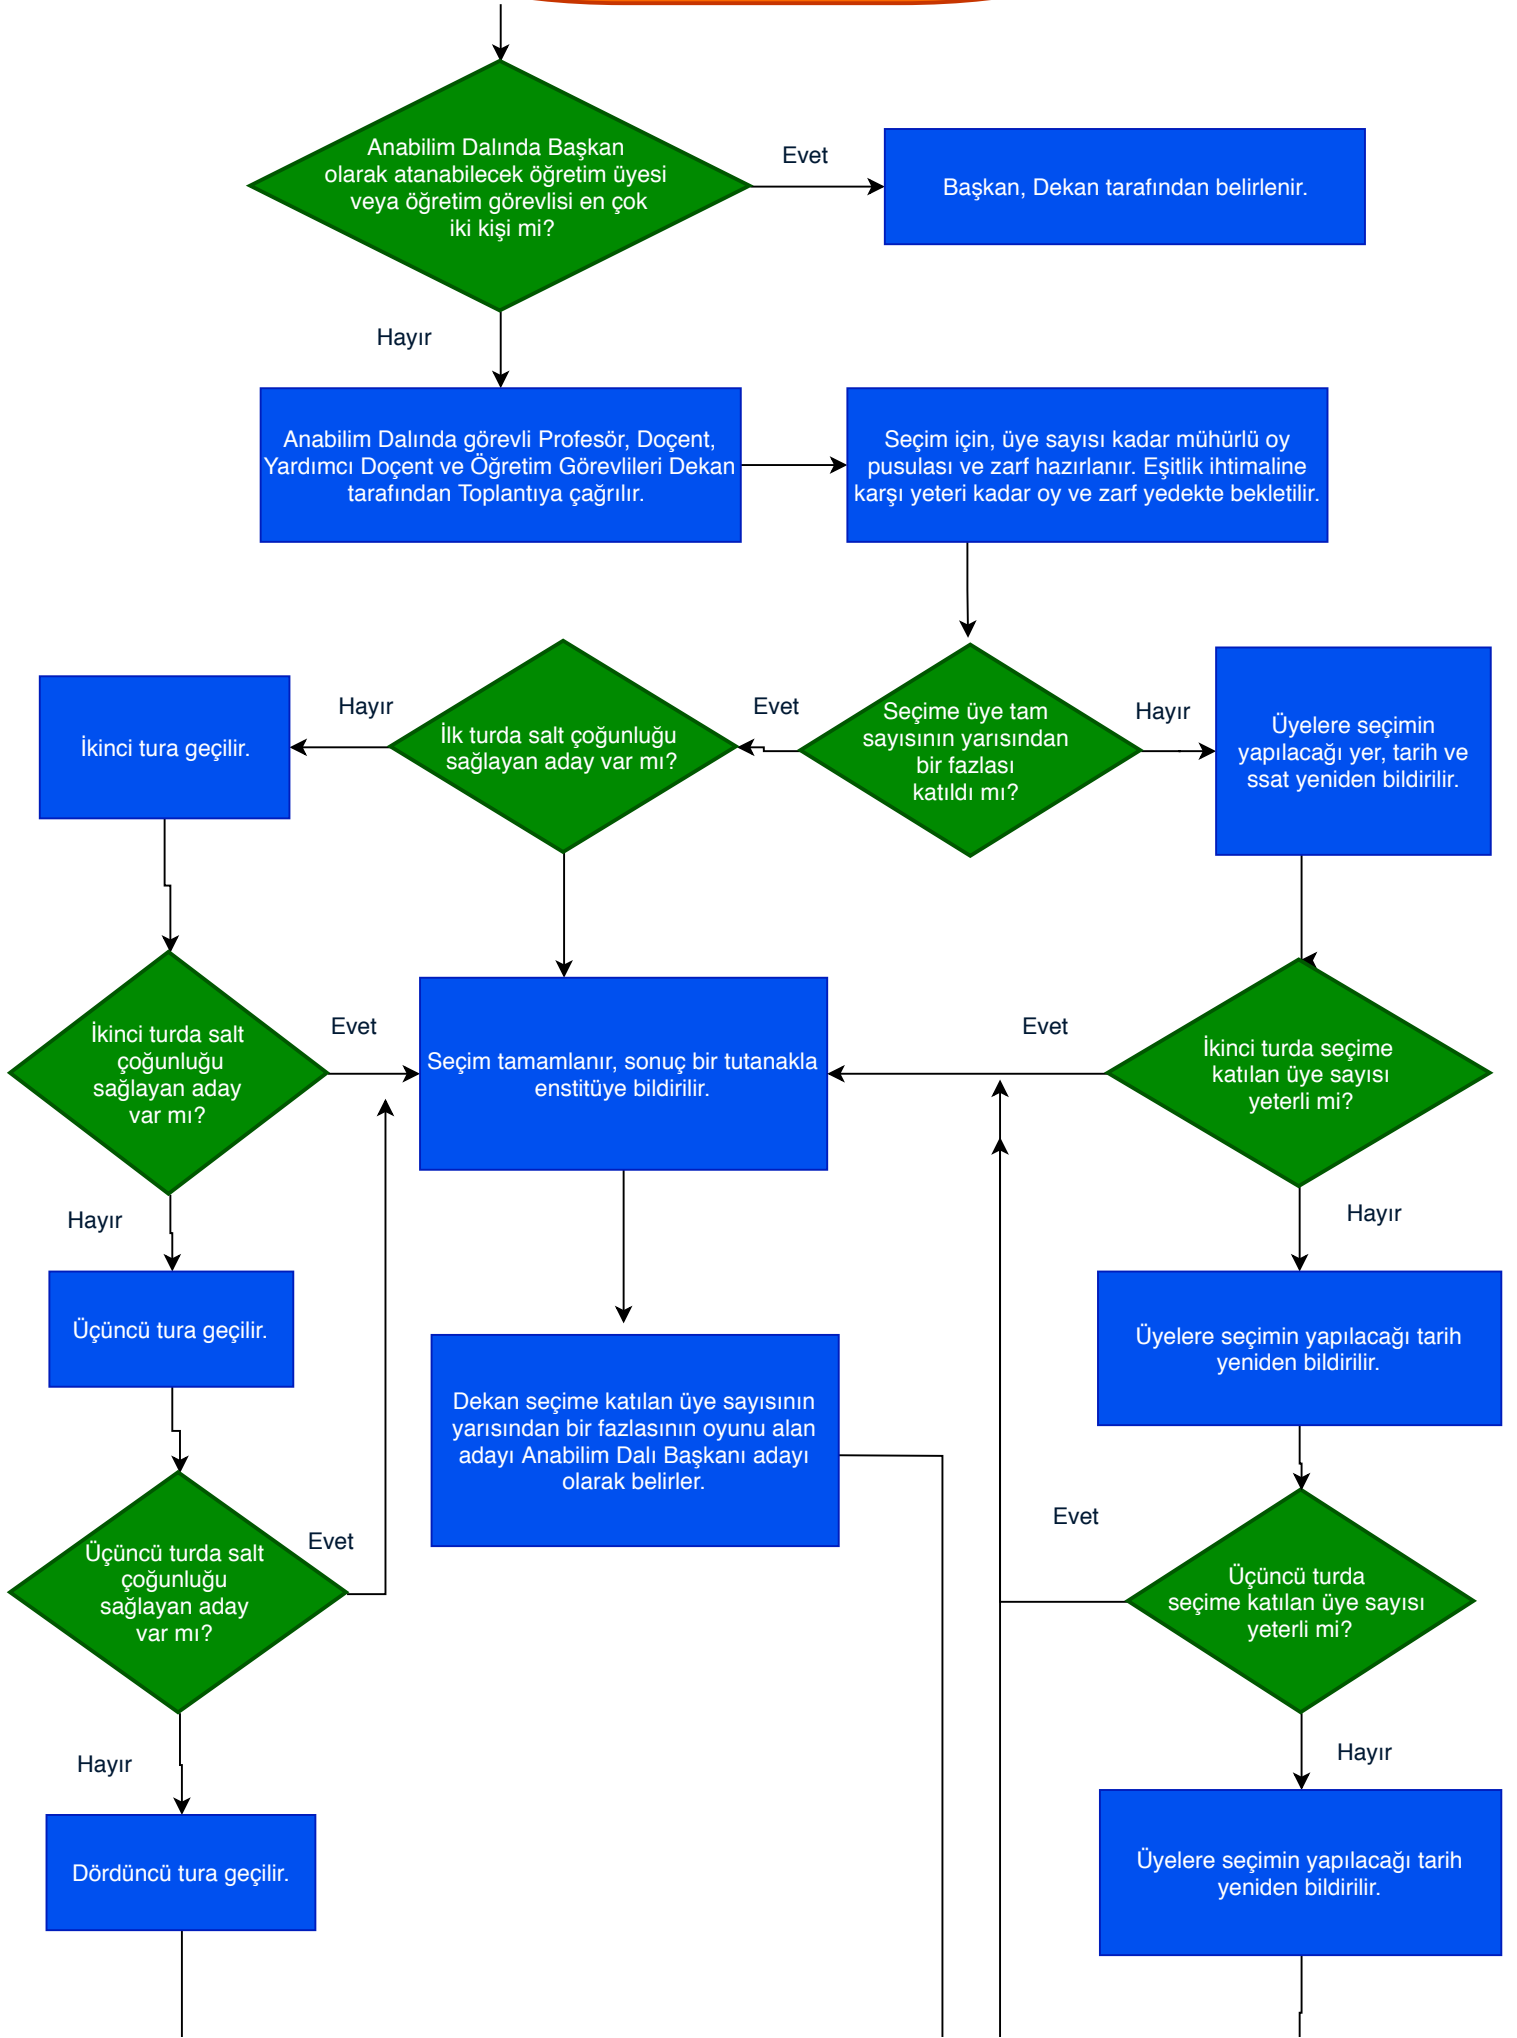 Anabilim Dalında Başkan
olarak atanabilecek öğretim üyesi
veya öğretim görevlisi en çok
iki kişi mi?
Evet
Başkan, Dekan tarafından belirlenir.
Hayır
Anabilim Dalında görevli Profesör, Doçent,
Yardımcı Doçent ve Öğretim Görevlileri Dekan
tarafından Toplantıya çağrılır.
Seçim için, üye sayısı kadar mühürlü oy
pusulası ve zarf hazırlanır. Eşitlik ihtimaline
karşı yeteri kadar oy ve zarf yedekte bekletilir.
İkinci tura geçilir.
Hayır
İlk turda salt çoğunluğu
sağlayan aday var mı?
Evet
Seçime üye tam
sayısının yarısından
bir fazlası
katıldı mı?
Hayır
Üyelere seçimin
yapılacağı yer, tarih ve
ssat yeniden bildirilir.
İkinci turda salt
çoğunluğu
sağlayan aday
var mı?
Evet
Seçim tamamlanır, sonuç bir tutanakla
enstitüye bildirilir.
Evet
İkinci turda seçime
katılan üye sayısı
yeterli mi?
Hayır
Hayır
Üçüncü tura geçilir.
Üyelere seçimin yapılacağı tarih
yeniden bildirilir.
Dekan seçime katılan üye sayısının
yarısından bir fazlasının oyunu alan
adayı Anabilim Dalı Başkanı adayı
olarak belirler.
Üçüncü turda salt
çoğunluğu
sağlayan aday
var mı?
Evet
Evet
Üçüncü turda
seçime katılan üye sayısı
yeterli mi?
Hayır
Hayır
Dördüncü tura geçilir.
Üyelere seçimin yapılacağı tarih
yeniden bildirilir.